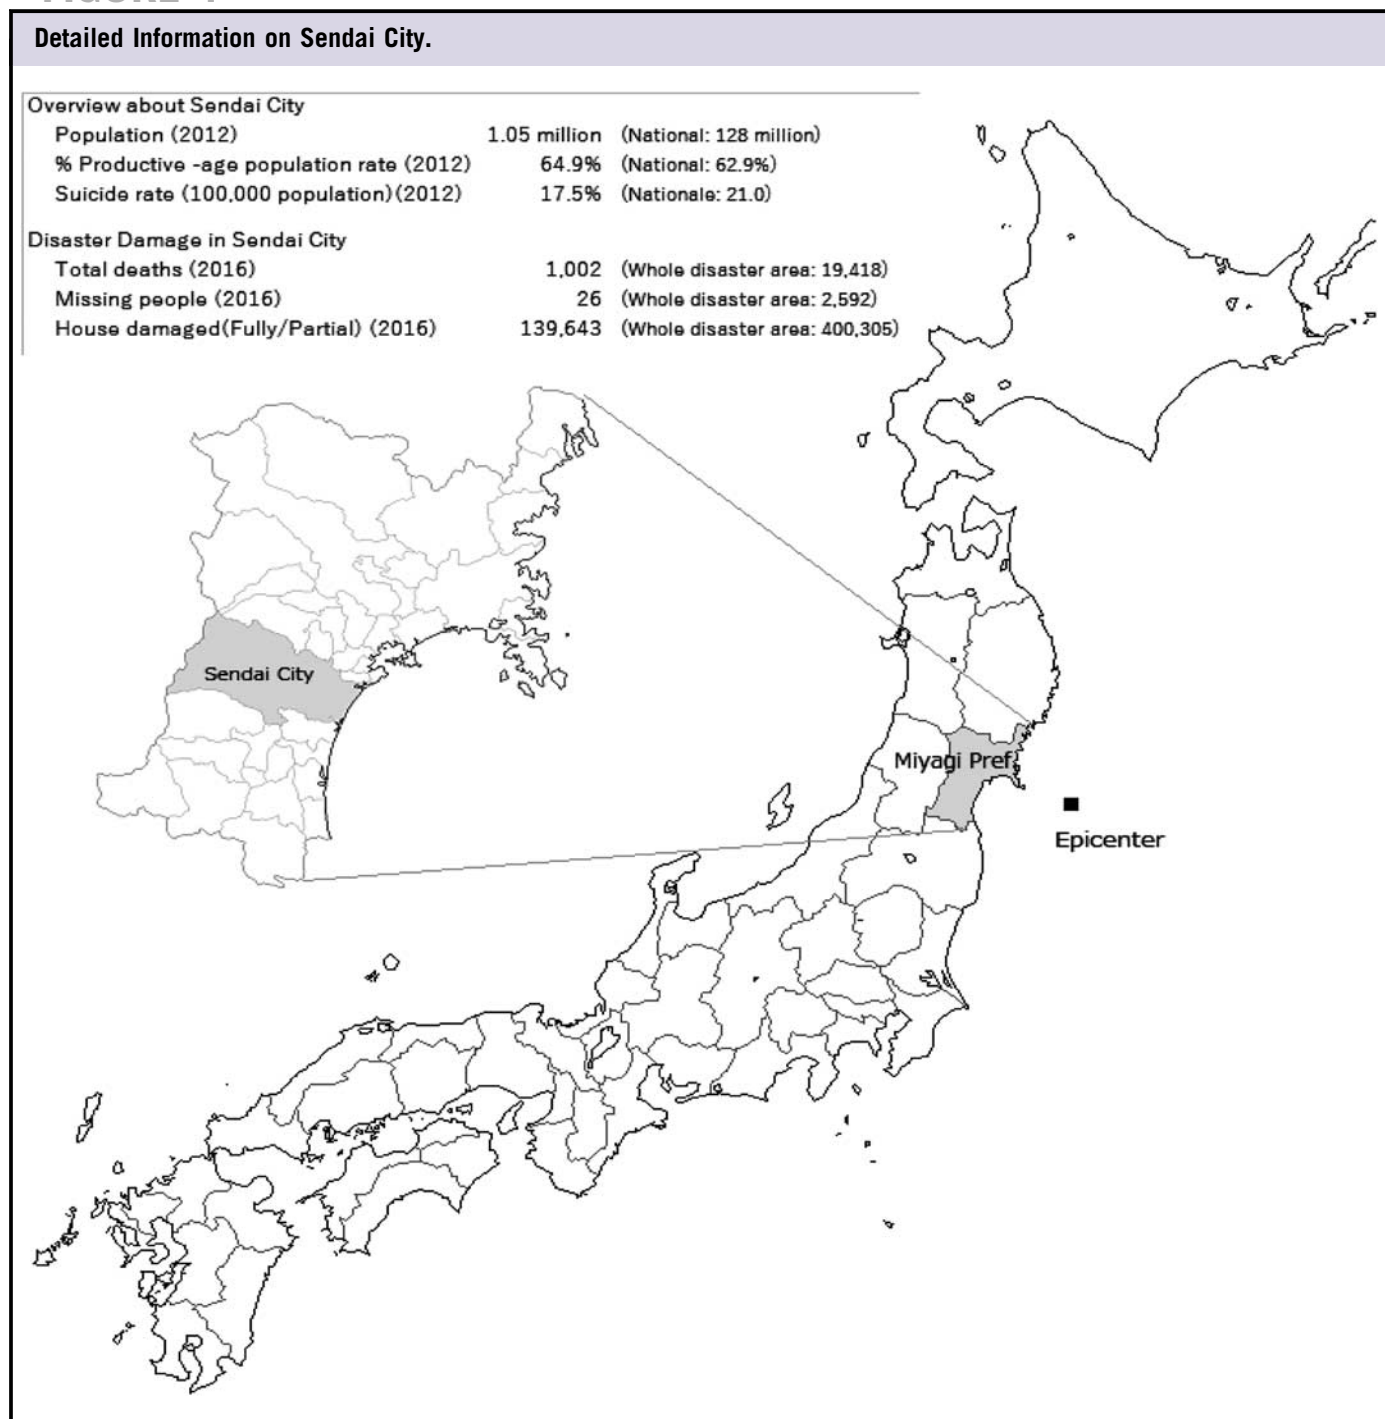 Detailed Information on Sendai City.
Overview about Sendai City
Population (2012) 1.05 million (National: 128 million)
% Productive -age population rate (2012) 64.9% (National: 62.9%)
Suicide rate (100,000 population)(2012) 17.5% (Nationale: 21.0)
Disaster Damage in Sendai City
Total deaths (2016) 1,002 (Whole disaster area: 19,418)
Missing people (2016) 26 (Whole disaster area: 2,592)
House damaged(Fully/Partial) (2016) 139,643 (Whole disaster area: 400,305)
Sendai City
Miyagi Pref
Epicenter